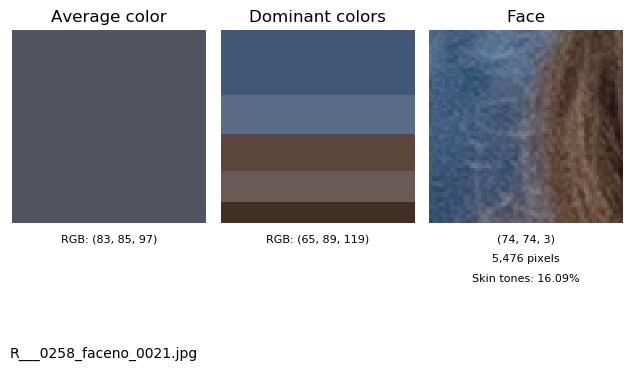 Average color
Dominant colors
Face
RGB: (83, 85, 97)
RGB: (65, 89, 119)
(74, 74, 3)
5,476 pixels
Skin tones: 16.09%
R___0258_faceno_0021.jpg